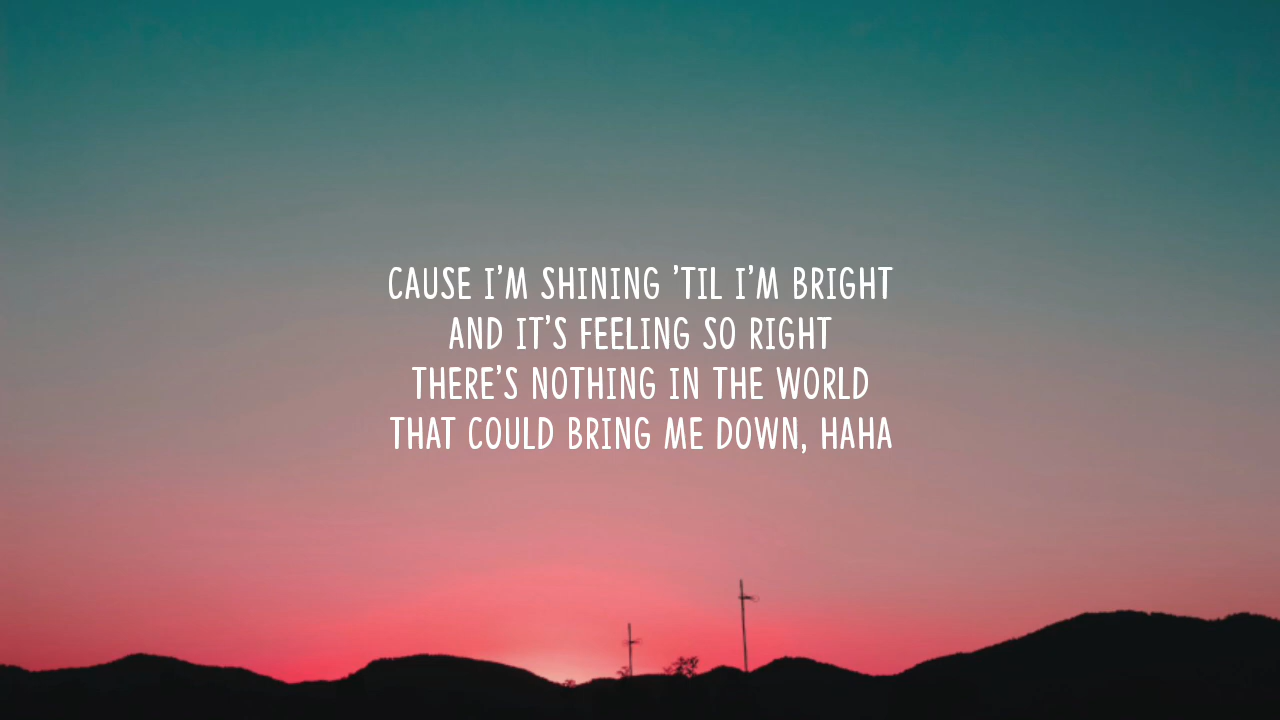 CAUSE I'M SHINING 'TIL I'M BRIGHT
AND IT'S FEELING SO RIGHT
THERE'S NOTHING IN THE WORLD
THAT COULD BRING ME DOWN, HAHA